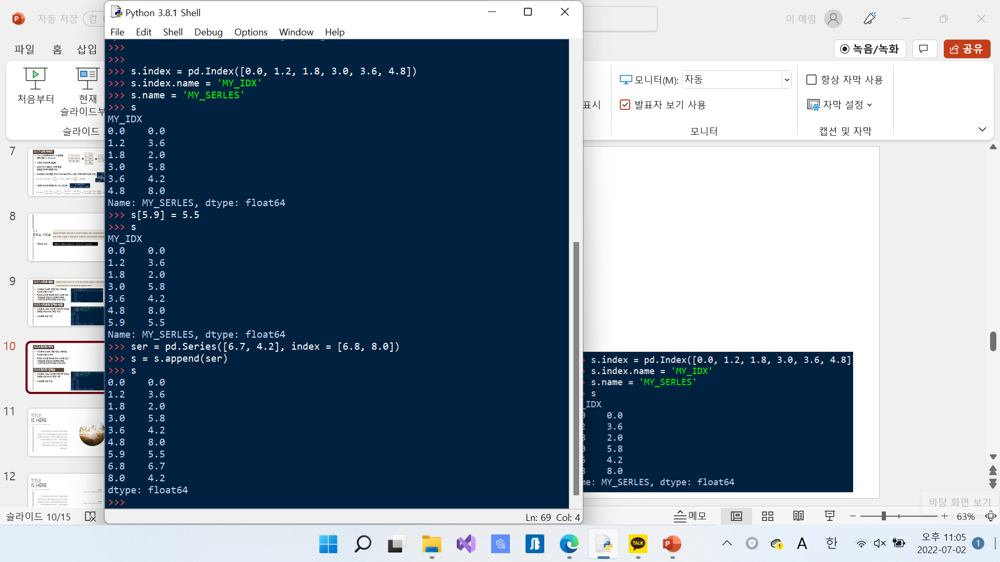 Python 3.8.1 Shell
File Edit Shell Debug Options Window Help
>>>
>>>
>>> s.index = pd.Index([0.0, 1.2, 1.8, 3.0, 3.6, 4.8])
>>> s.index.name = 'MY_IDX'
>>> s.name = 'MY_SERLES'
>>> s
MY_IDX
0.0 0.0
1.2 3.6
1.8 2.0
3.0 5.8
3.6 4.2
4.8 8.0
Name: MY_SERLES, dtype: float64
>>> s[5.9] = 5.5
>>> s
MY_IDX
0.0 0.0
1.2 3.6
1.8 2.0
3.0 5.8
3.6 4.2
4.8 8.0
5.9 5.5
Name: MY_SERLES, dtype: float64
>>> ser = pd.Series([6.7, 4.2], index = [6.8, 8.0])
>>> s = s.append(ser)
>>> s
0.0 0.0
1.2 3.6
1.8 2.0
3.0 5.8
3.6 4.2
4.8 8.0
5.9 5.5
6.8 6.7
8.0 4.2
dtype: float64
>>>
Ln: 69 Col: 4
자동 저장 켬
파일 홈 삽입
처음부터
현재
슬라이드부
슬라이드
이 예람
녹음/녹화
공유
표시
모니터(M): 자동
발표자 보기 사용
모니터
항상 자막 사용
자막 설정
캡션 및 자막
7
8
9
10
11
TITLE
IS HERE
12
TITLE
IS HERE
s.index = pd.Index([0.0, 1.2, 1.8, 3.0, 3.6, 4.8]
s.index.name = 'MY_IDX'
s.name = 'MY_SERLES'
s
_IDX
0.0
3.6
2.0
5.8
4.2
8.0
me: MY_SERLES, dtype: float64
바탕 화면 보기
슬라이드 10/15
메모
63%
TALK
A 한
오후 11:05
2022-07-02
1